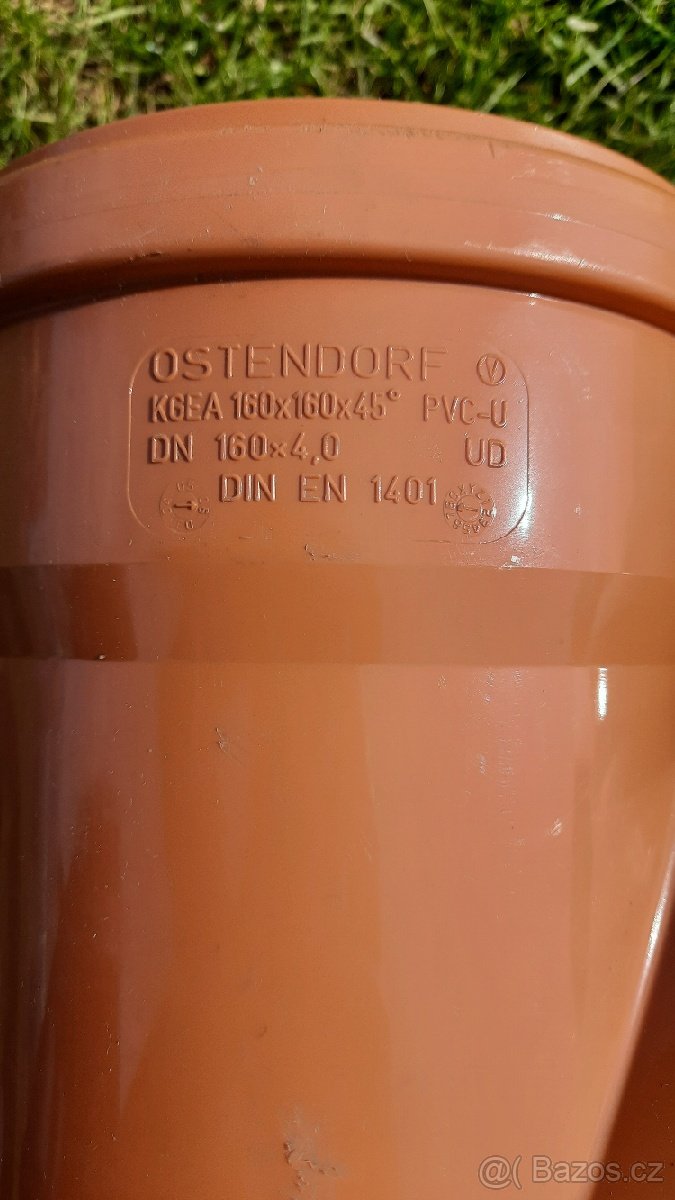 OSTENDORF V
KGEA 160x160x45° PVC-U
DN 160x4,0 UD
DIN EN 1401
@( Bazos.cz